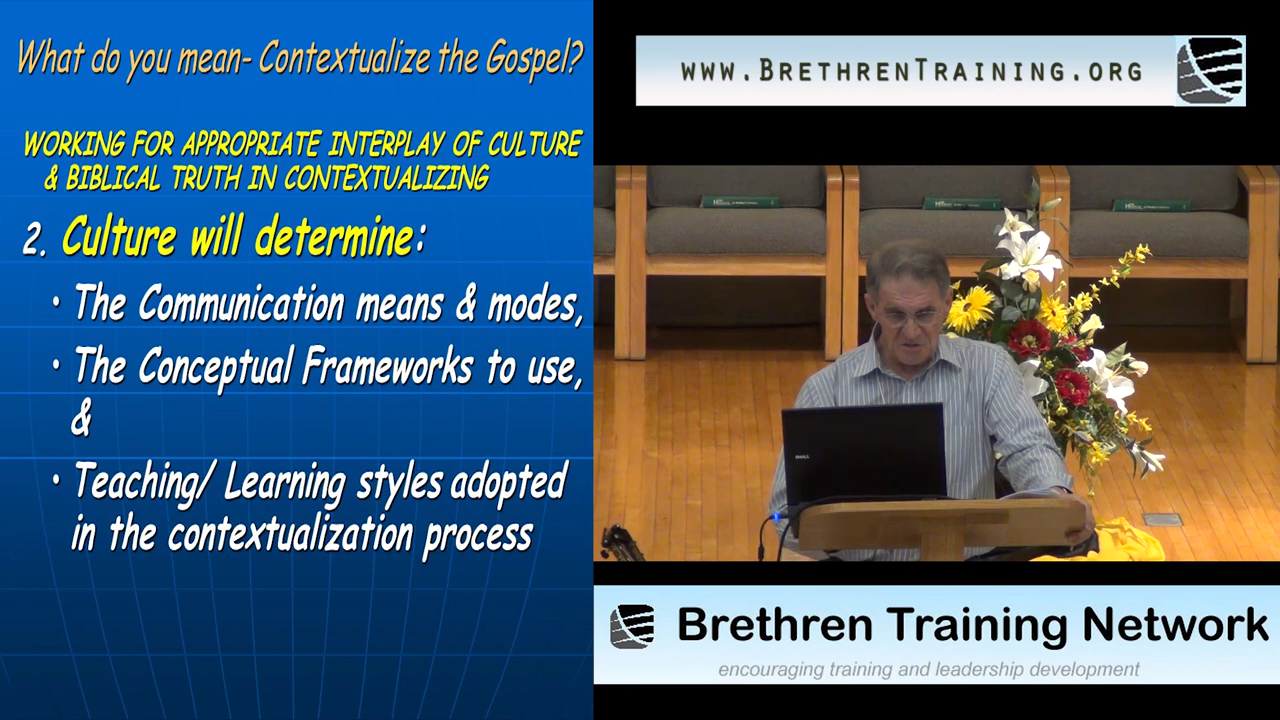 What do you mean- Contextualize the Gospel?
WORKING FOR APPROPRIATE INTERPLAY OF CULTURE
& BIBLICAL TRUTH IN CONTEXTUALIZING
2. Culture will determine:
• The Communication means & modes,
• The Conceptual Frameworks to use,
&
• Teaching/ Learning styles adopted
in the contextualization process
www.BrethrenTraining.org
DELL
Brethren Training Network
encouraging training and leadership development